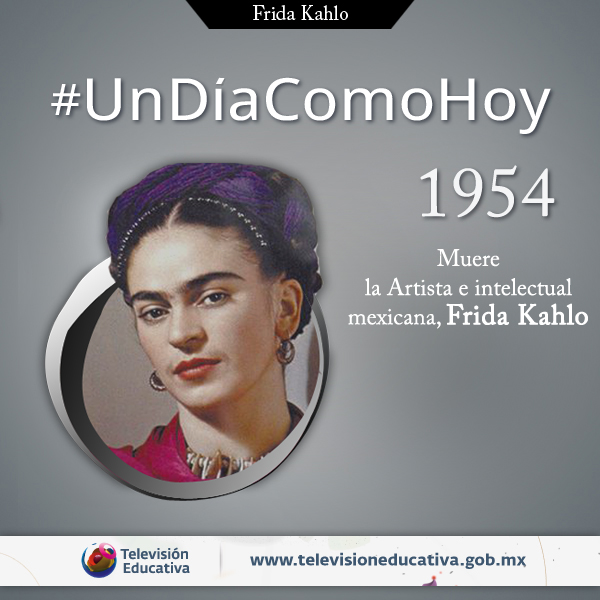 Frida Kahlo
#UnDíaComoHoy
1954
Muere
la Artista e intelectual
mexicana, Frida Kahlo
Televisión
Educativa
www.televisioneducativa.gob.mx